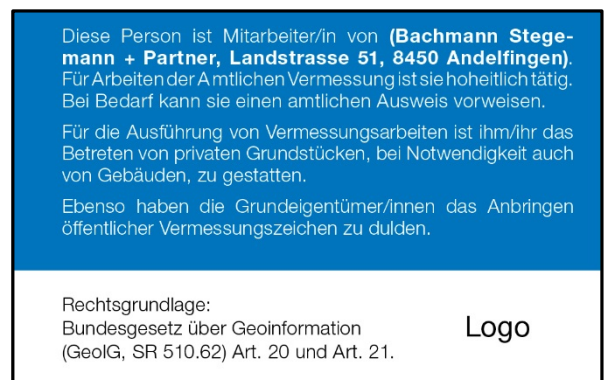 Diese Person ist Mitarbeiter/in von (Bachmann Stege-
mann + Partner, Landstrasse 51, 8450 Andelfingen).
Für Arbeiten der Amtlichen Vermessung ist sie hoheitlich tätig.
Bei Bedarf kann sie einen amtlichen Ausweis vorweisen.
Für die Ausführung von Vermessungsarbeiten ist ihm/ihr das
Betreten von privaten Grundstücken, bei Notwendigkeit auch
von Gebäuden, zu gestatten.
Ebenso haben die Grundeigentümer/innen das Anbringen
öffentlicher Vermessungszeichen zu dulden.
Rechtsgrundlage:
Bundesgesetz über Geoinformation
(GeoIG, SR 510.62) Art. 20 und Art. 21.
Logo